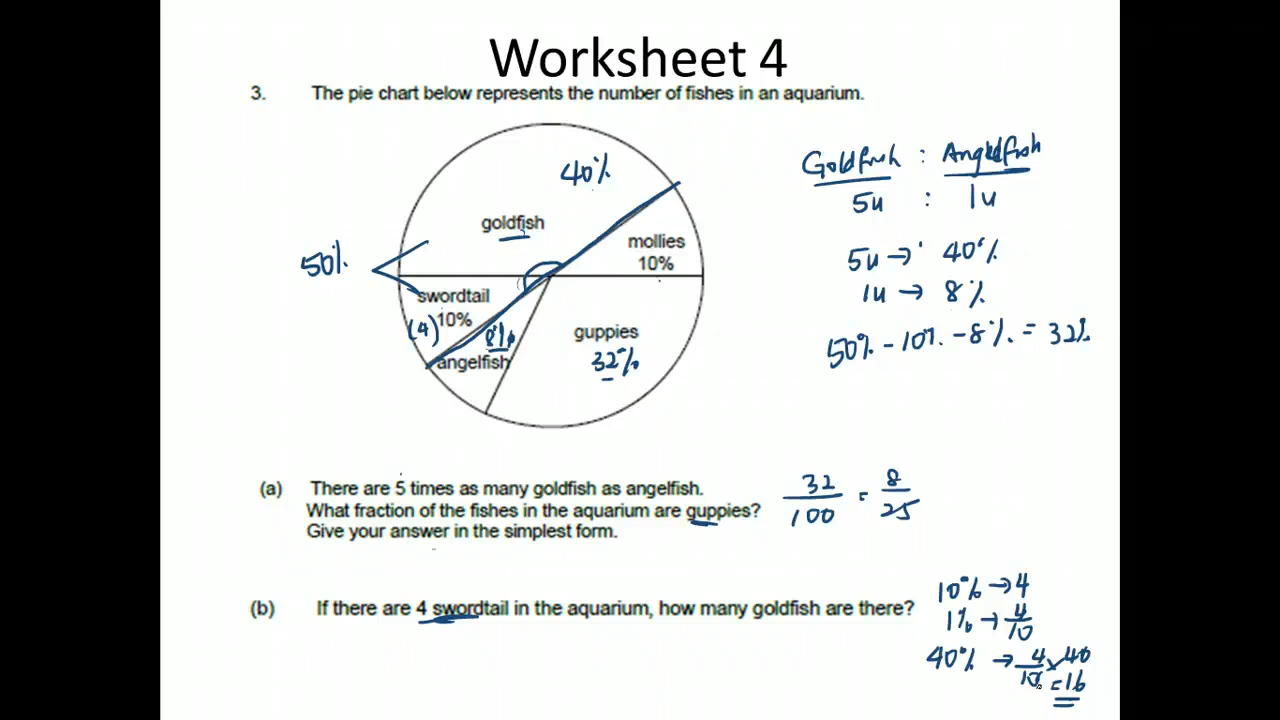 Worksheet 4
3. The pie chart below represents the number of fishes in an aquarium.
40%
goldfish
mollies
10%
50%
swordtail
10%
(4)
8%
angelfish
guppies
32%
Goldfish : Angelfish
5u : 1u
5u → 40%
1u → 8%
50% - 10% - 8% = 32%
(a) There are 5 times as many goldfish as angelfish.
What fraction of the fishes in the aquarium are guppies?
Give your answer in the simplest form.
32/100 = 8/25
(b) If there are 4 swordtail in the aquarium, how many goldfish are there?
10% → 4
1% → 4/10
40% → 4/10 × 40
= 16